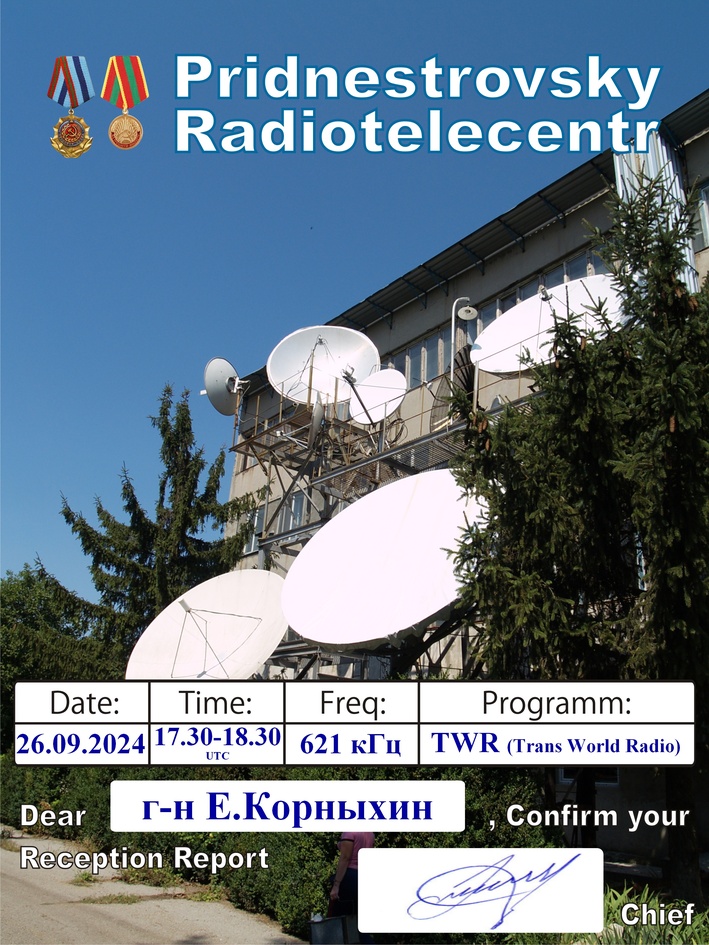 Pridnestrovsky
Radiotelecentr
Date: Time: Freq: Programm:
26.09.2024 17.30-18.30 UTC 621 кГц TWR (Trans World Radio)
Dear г-н Е.Корныхин , Confirm your
Reception Report
Chief